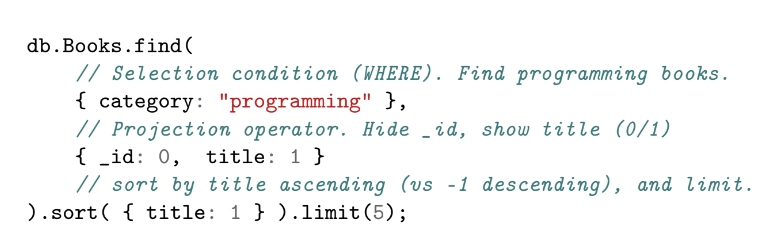 db.Books.find(
    // Selection condition (WHERE). Find programming books.
    { category: "programming" },
    // Projection operator. Hide _id, show title (0/1)
    { _id: 0,  title: 1 }
    // sort by title ascending (vs -1 descending), and limit.
).sort( { title: 1 } ).limit(5);